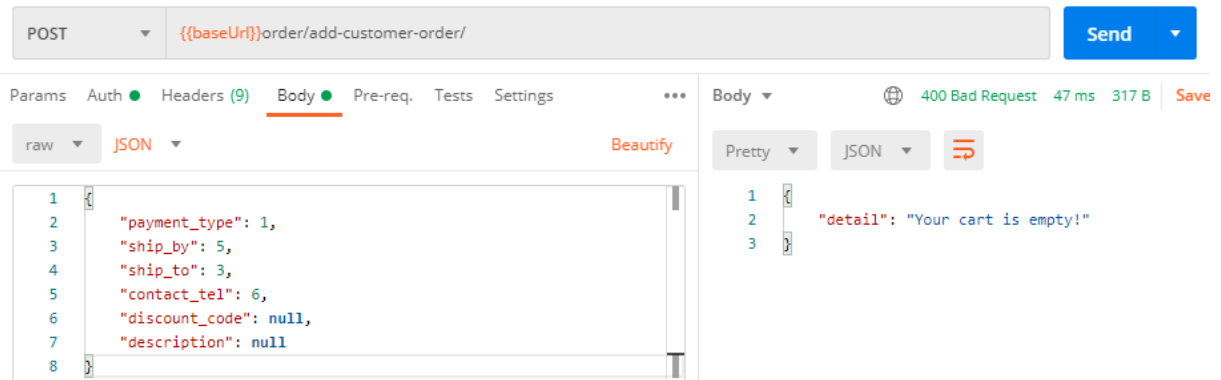 POST {{baseUrl}}order/add-customer-order/ Send
Params Auth Headers (9) Body Pre-req. Tests Settings •••
raw JSON Beautify
1 {
2 "payment_type": 1,
3 "ship_by": 5,
4 "ship_to": 3,
5 "contact_tel": 6,
6 "discount_code": null,
7 "description": null
8 }
Body 400 Bad Request 47 ms 317 B Save
Pretty JSON
1 {
2 "detail": "Your cart is empty!"
3 }